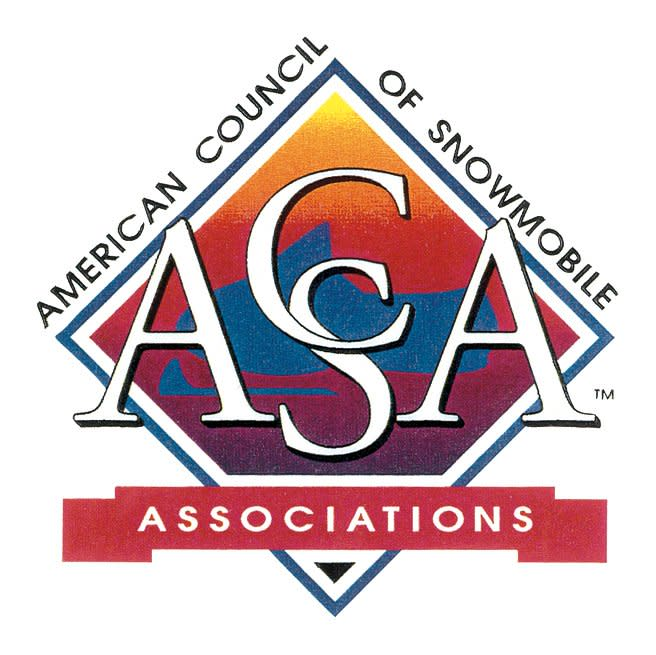 AMERICAN COUNCIL OF SNOWMOBILE
ACSA
TM
ASSOCIATIONS